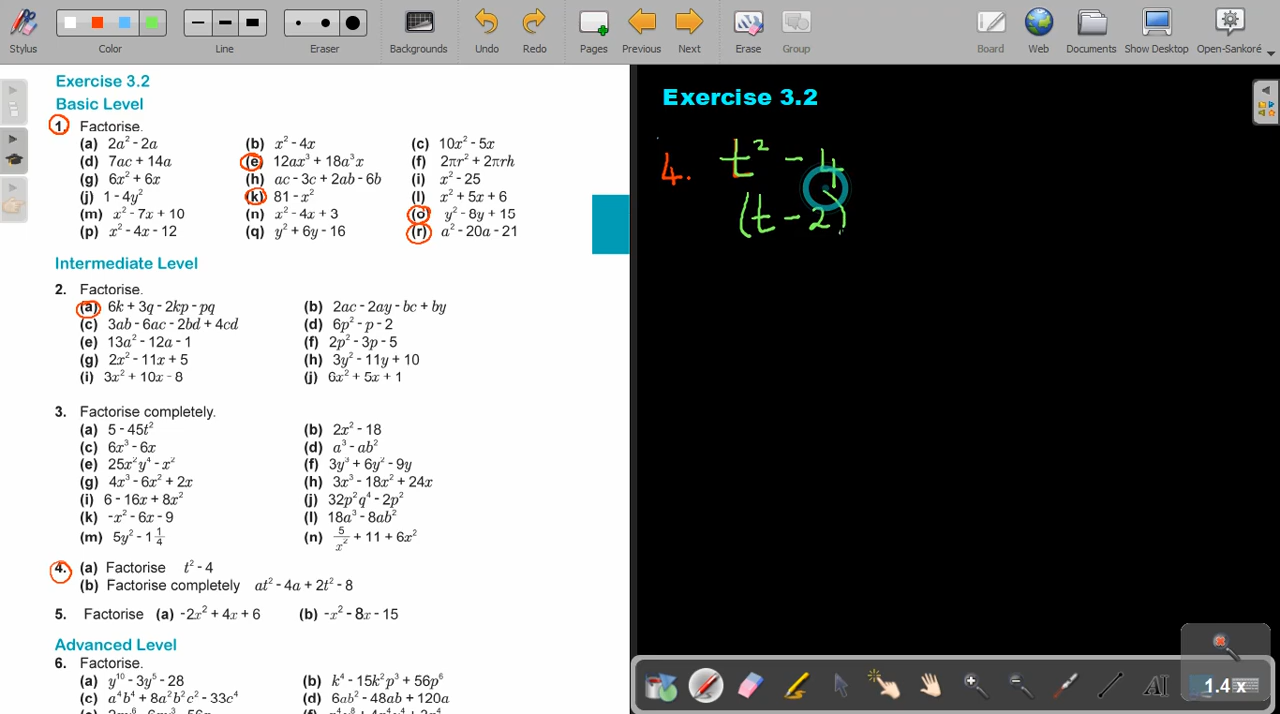 Stylus Color Line Eraser Backgrounds Undo Redo Pages Previous Next Erase Group Board Web Documents Show Desktop Open-Sankoré
Exercise 3.2
Basic Level
1. Factorise.
(a) 2a² - 2a (b) x² - 4x (c) 10x² - 5x
(d) 7ac + 14a (e) 12ax³ + 18a³x (f) 2πr² + 2πrh
(g) 6x² + 6x (h) ac - 3c + 2ab - 6b (i) x² - 25
(j) 1 - 4y² (k) 81 - x² (l) x² + 5x + 6
(m) x² - 7x + 10 (n) x² - 4x + 3 (o) y² - 8y + 15
(p) x² - 4x - 12 (q) y² + 6y - 16 (r) a² - 20a - 21
Intermediate Level
2. Factorise.
(a) 6k + 3q - 2kp - pq (b) 2ac - 2ay - bc + by
(c) 3ab - 6ac - 2bd + 4cd (d) 6p² - p - 2
(e) 13a² - 12a - 1 (f) 2p² - 3p - 5
(g) 2x² - 11x + 5 (h) 3y² - 11y + 10
(i) 3x² + 10x - 8 (j) 6x² + 5x + 1
3. Factorise completely.
(a) 5 - 45t² (b) 2x² - 18
(c) 6x³ - 6x (d) a³ - ab²
(e) 25x²y⁴ - x² (f) 3y³ + 6y² - 9y
(g) 4x³ - 6x² + 2x (h) 3x³ - 18x² + 24x
(i) 6 - 16x + 8x² (j) 32p²q⁴ - 2p²
(k) -x² - 6x - 9 (l) 18a³ - 8ab²
(m) 5y² - 1 1/4 (n) 5/x² + 11 + 6x²
4. (a) Factorise t² - 4
(b) Factorise completely at² - 4a + 2t² - 8
5. Factorise (a) -2x² + 4x + 6 (b) -x² - 8x - 15
Advanced Level
6. Factorise.
(a) y¹⁰ - 3y⁵ - 28 (b) k⁴ - 15k²p³ + 56p⁶
(c) a⁴b⁴ + 8a²b²c² - 33c⁴ (d) 6ab² - 48ab + 120a
Exercise 3.2
4. t² - 4
(t - 2)
1.4 x